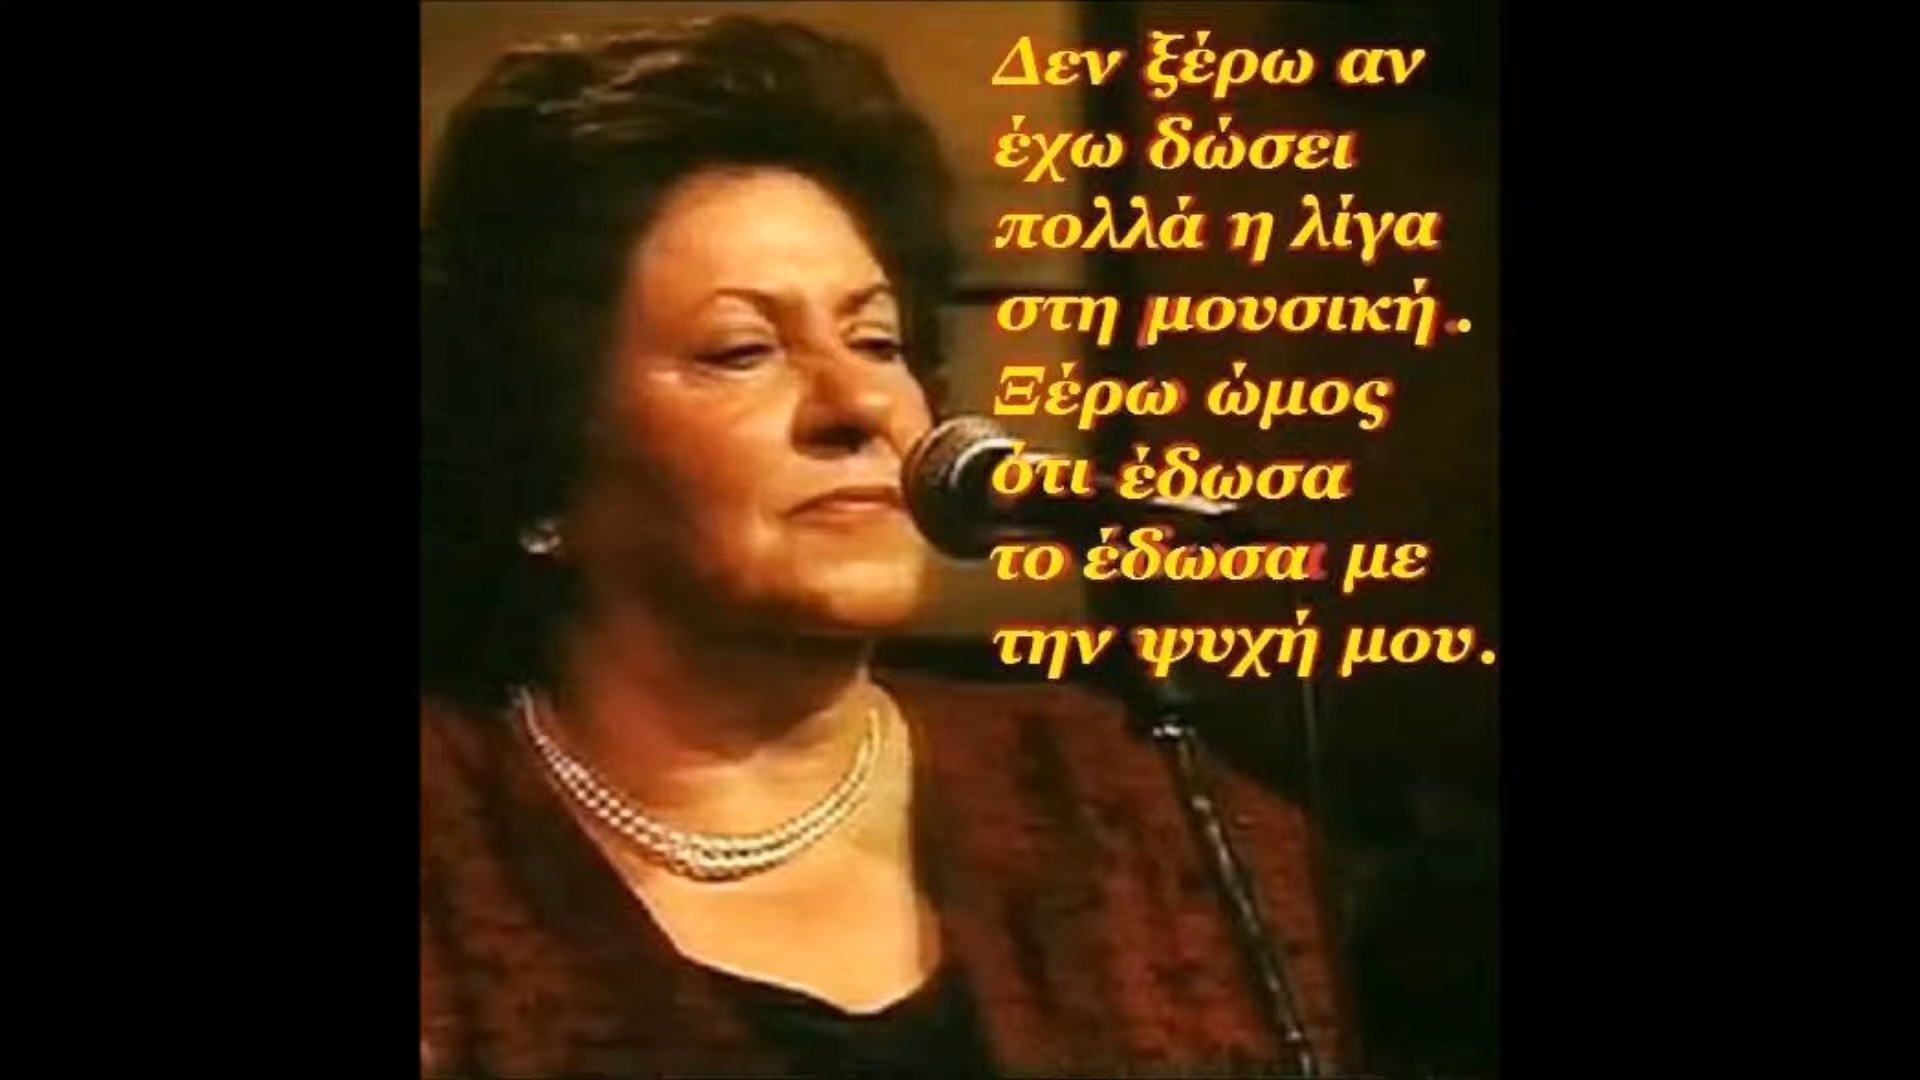 Δεν ξέρω αν
έχω δώσει
πολλά η λίγα
στη μουσική.
Ξέρω ώμος
ότι έδωσα
το έδωσα με
την ψυχή μου.